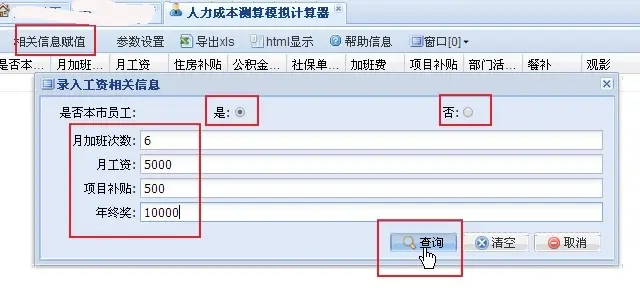 人力成本测算模拟计算器
相关信息赋值 参数设置 导出xls html显示 帮助信息 窗口[0]
是否本... 月加班... 月工资 住房补贴 公积金... 社保单... 加班费 项目补贴 部门活... 餐补 观影
录入工资相关信息
是否本市员工: 是: 否:
月加班次数: 6
月工资: 5000
项目补贴: 500
年终奖: 10000
查询 清空 取消